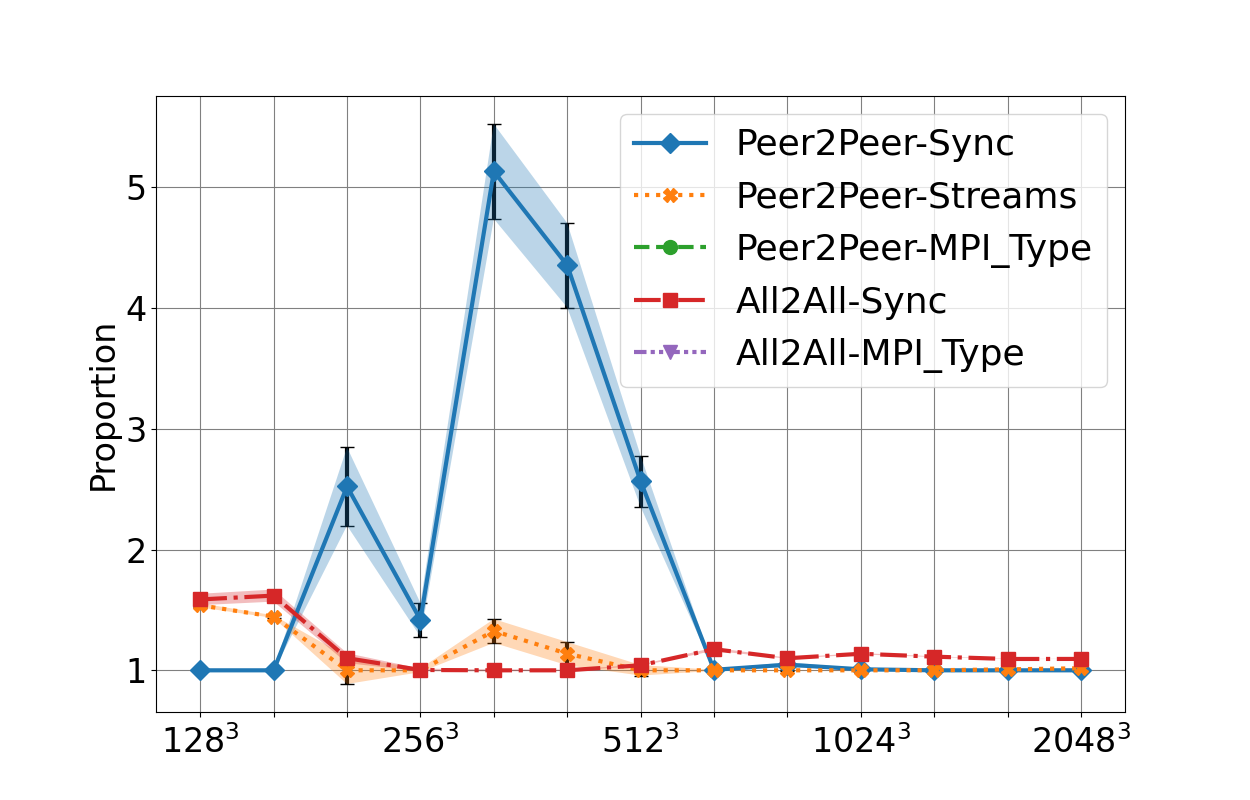 Proportion
5
4
3
2
1
128³
256³
512³
1024³
2048³
Peer2Peer-Sync
Peer2Peer-Streams
Peer2Peer-MPI_Type
All2All-Sync
All2All-MPI_Type